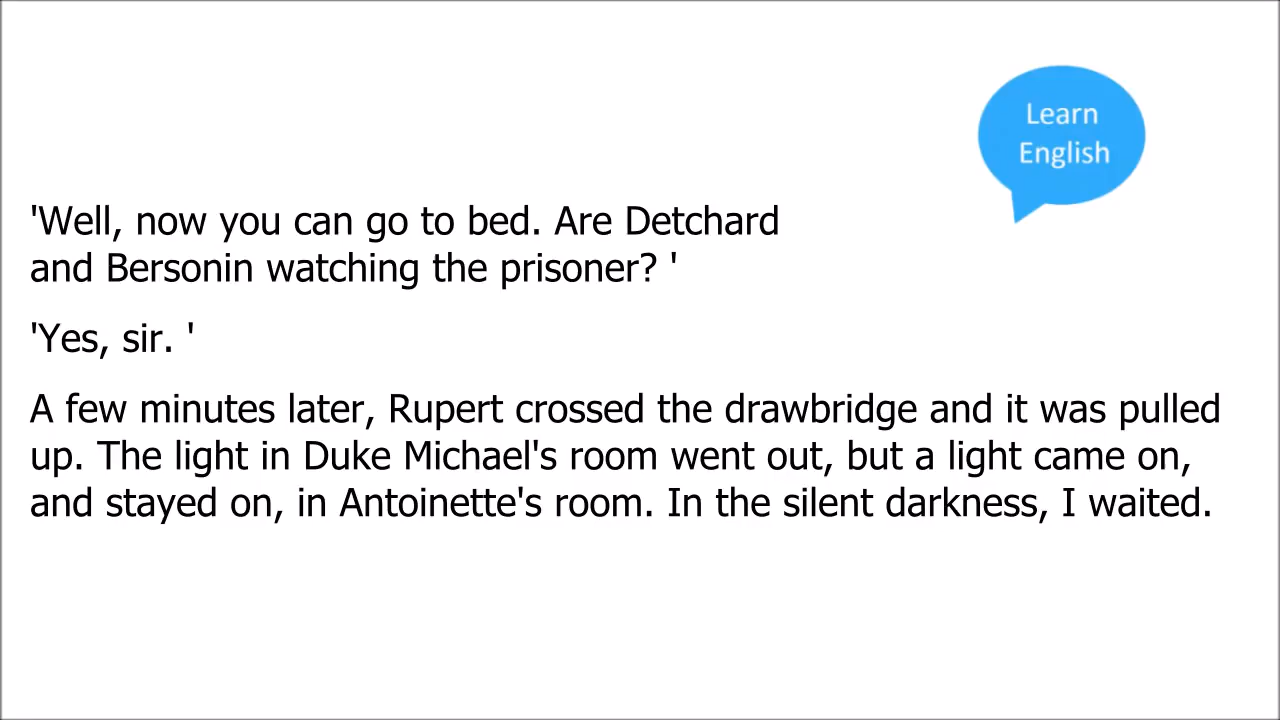 Learn
English
'Well, now you can go to bed. Are Detchard
and Bersonin watching the prisoner? '
'Yes, sir. '
A few minutes later, Rupert crossed the drawbridge and it was pulled
up. The light in Duke Michael's room went out, but a light came on,
and stayed on, in Antoinette's room. In the silent darkness, I waited.